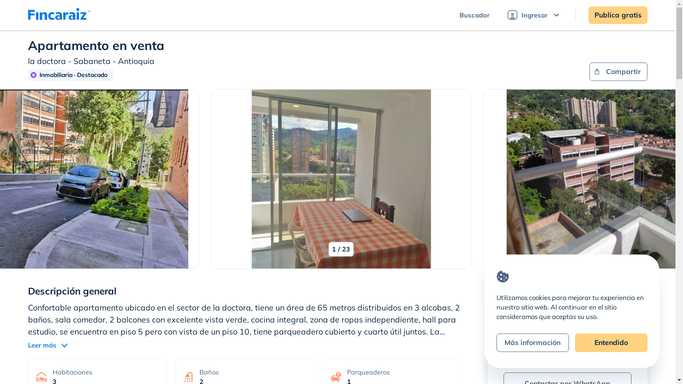 Fincaraiz
Buscador
Ingresar
Publica gratis
Apartamento en venta
la doctora - Sabaneta - Antioquia
Inmobiliaria · Destacado
Compartir
1 / 23
Descripción general
Confortable apartamento ubicado en el sector de la doctora, tiene un área de 65 metros distribuidos en 3 alcobas, 2
baños, sala comedor, 2 balcones con excelente vista verde, cocina integral, zona de ropas independiente, hall para
estudio, se encuentra en piso 5 pero con vista de un piso 10, tiene parqueadero cubierto y cuarto útil juntos. La...
Leer más
Habitaciones
3
Baños
2
Parqueaderos
1
Utilizamos cookies para mejorar tu experiencia en
nuestro sitio web. Al continuar en el sitio
consideramos que aceptas su uso.
Más información
Entendido
Contactar por WhatsApp